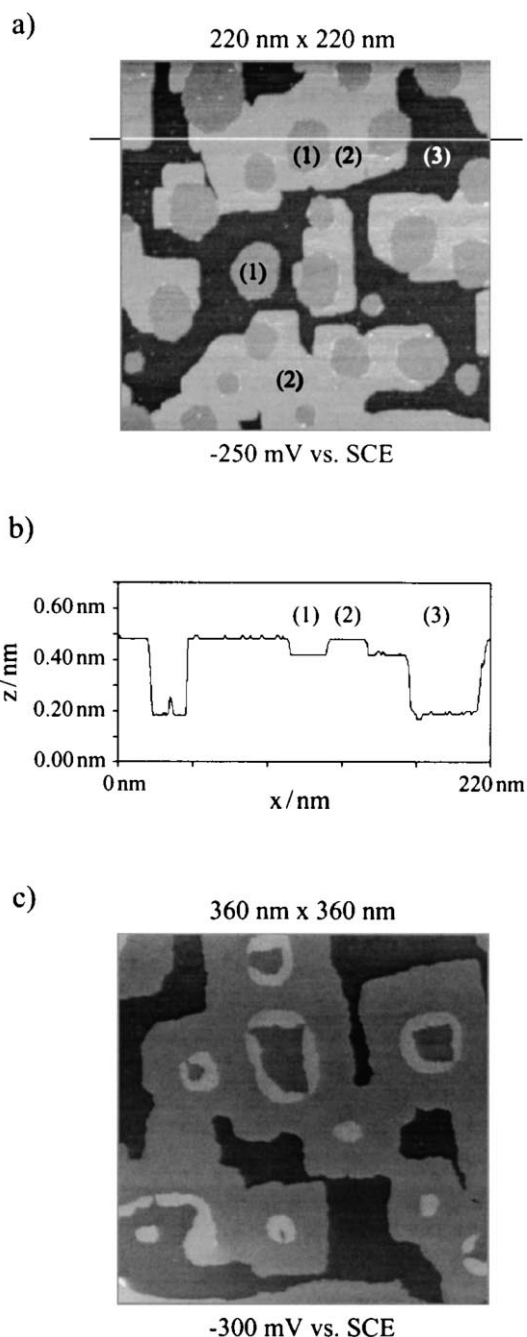 a)
220 nm x 220 nm
(1) (2) (3)
(1)
(2)
-250 mV vs. SCE
b)
0.60 nm
(1) (2) (3)
0.40 nm
z/nm
0.20 nm
0.00 nm
0 nm
220 nm
x/nm
c)
360 nm x 360 nm
-300 mV vs. SCE